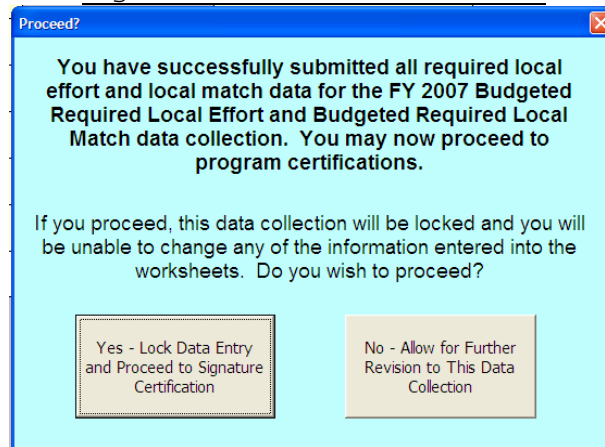 Proceed?
You have successfully submitted all required local
effort and local match data for the FY 2007 Budgeted
Required Local Effort and Budgeted Required Local
Match data collection. You may now proceed to
program certifications.
If you proceed, this data collection will be locked and you will
be unable to change any of the information entered into the
worksheets. Do you wish to proceed?
Yes - Lock Data Entry
and Proceed to Signature
Certification
No - Allow for Further
Revision to This Data
Collection